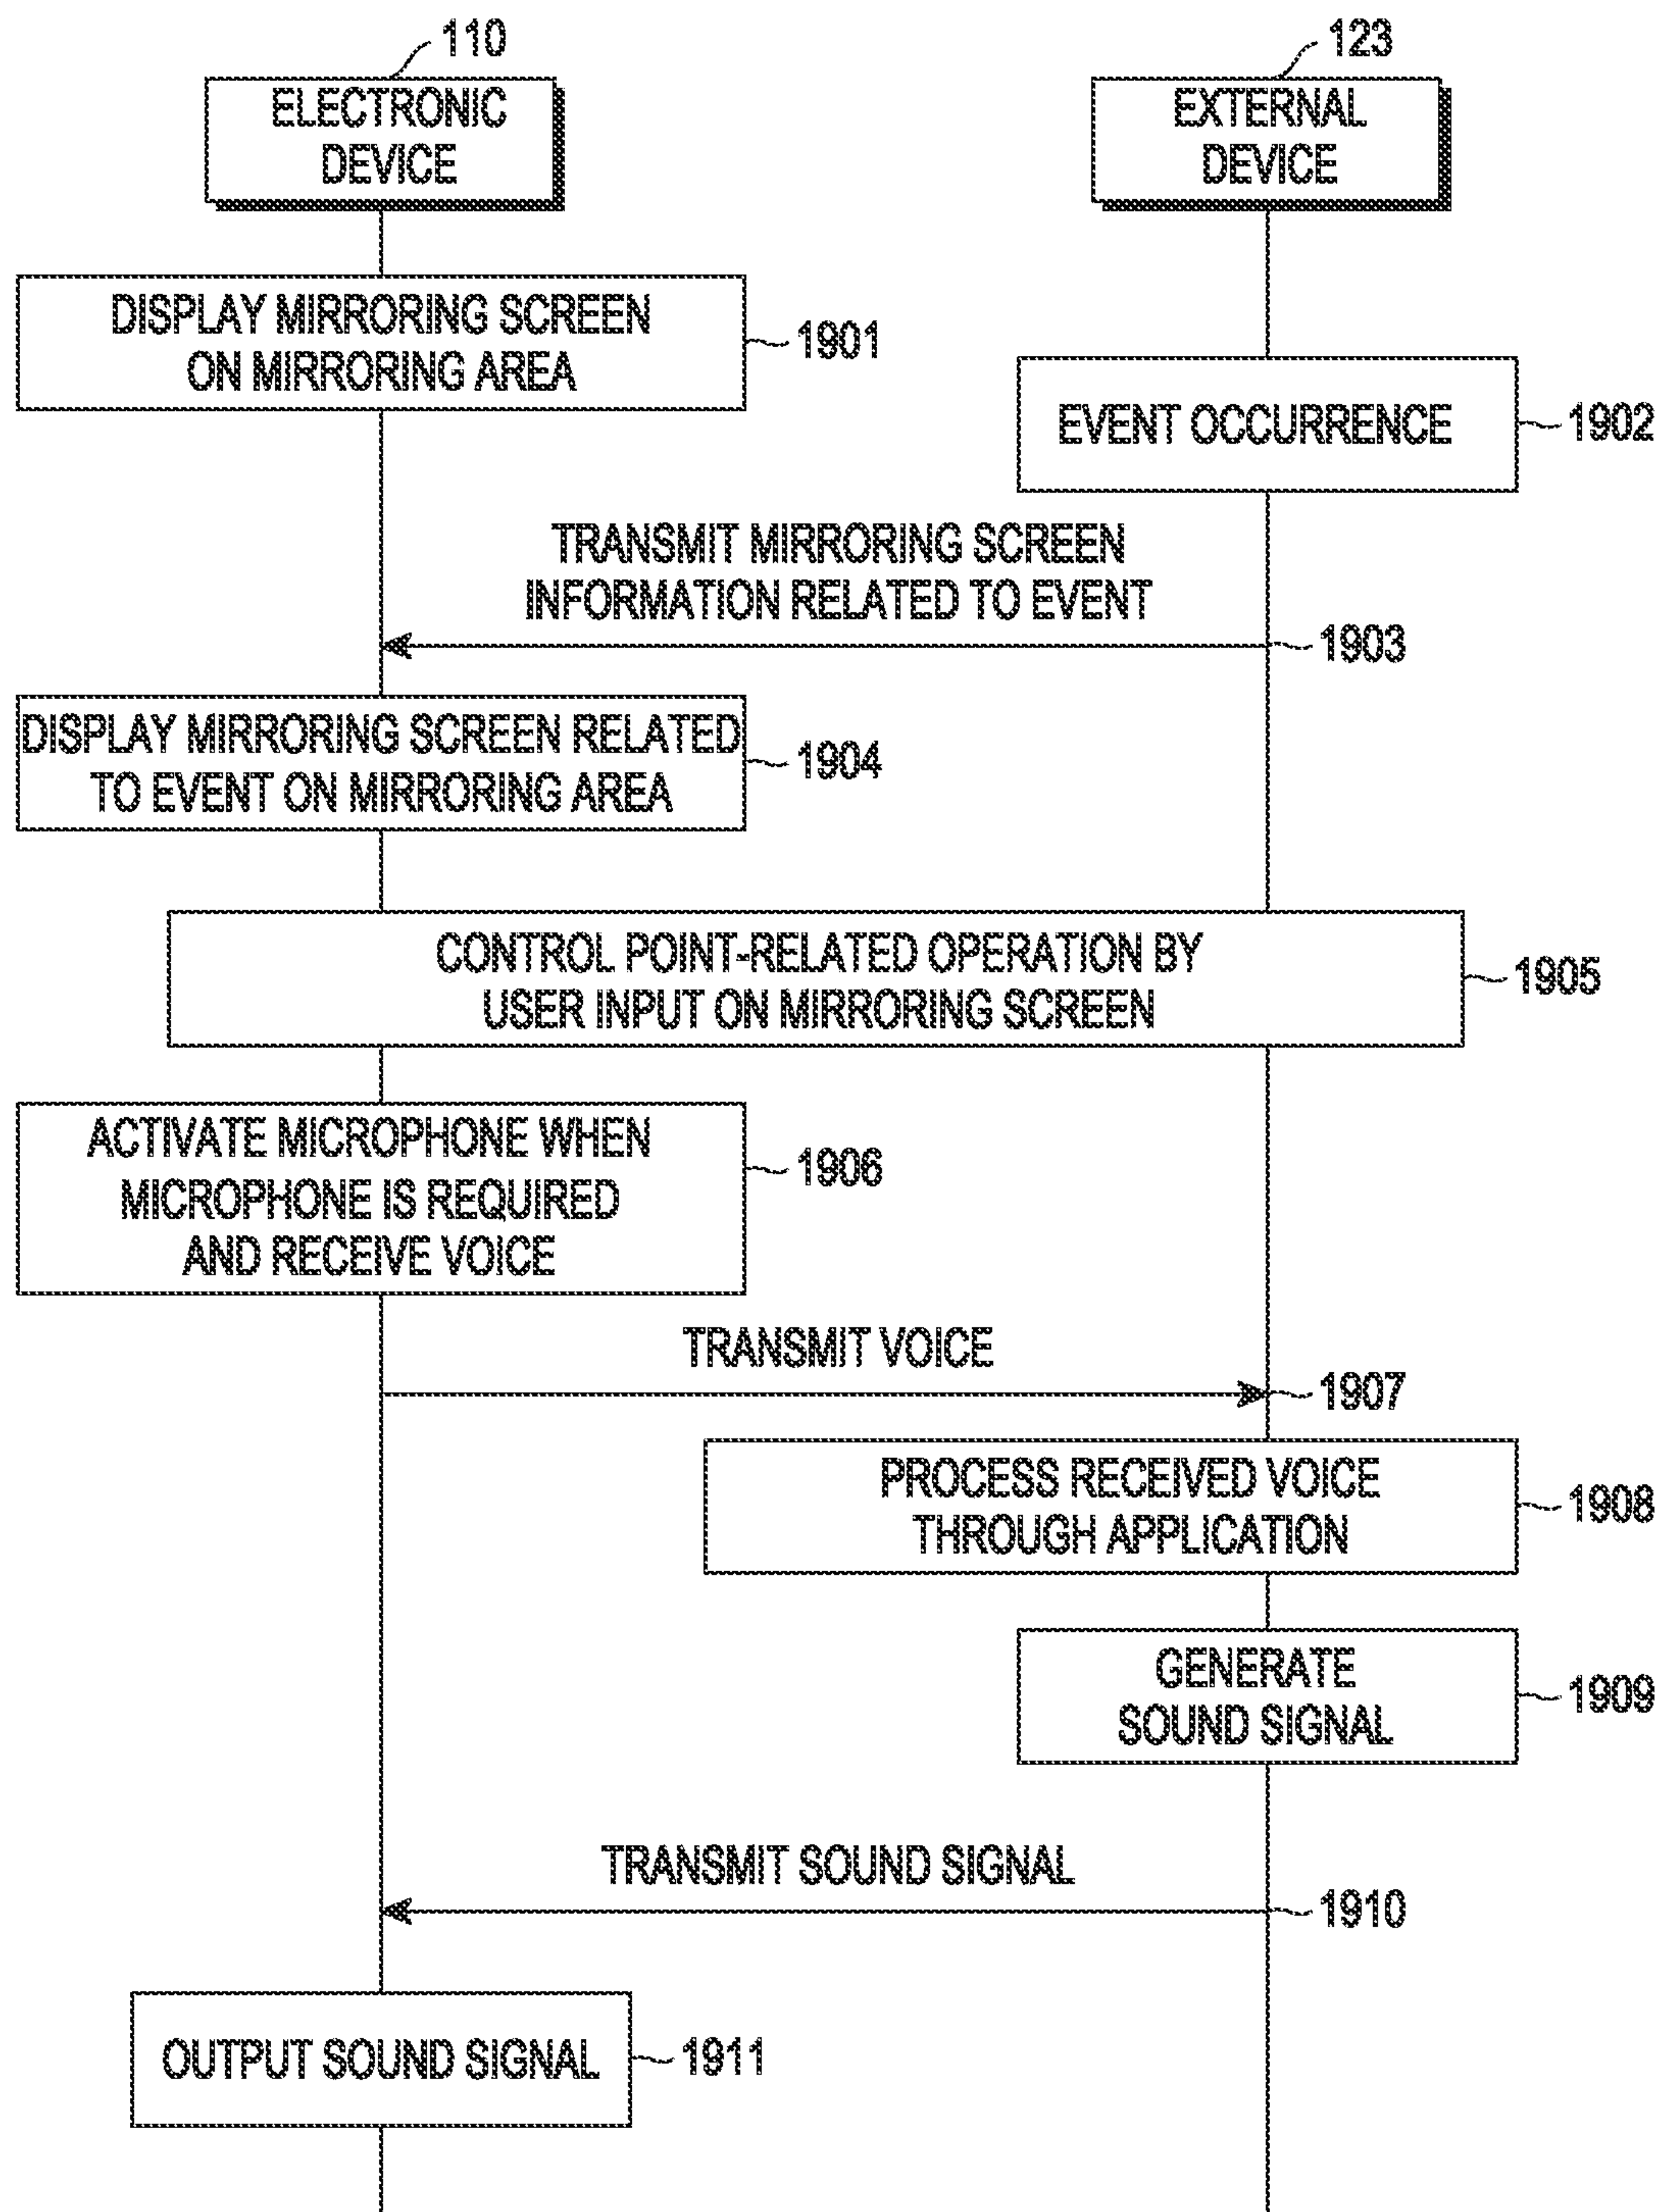 110
ELECTRONIC
DEVICE
123
EXTERNAL
DEVICE
DISPLAY MIRRORING SCREEN
ON MIRRORING AREA
1901
EVENT OCCURRENCE
1902
TRANSMIT MIRRORING SCREEN
INFORMATION RELATED TO EVENT
1903
DISPLAY MIRRORING SCREEN RELATED
TO EVENT ON MIRRORING AREA
1904
CONTROL POINT-RELATED OPERATION BY
USER INPUT ON MIRRORING SCREEN
1905
ACTIVATE MICROPHONE WHEN
MICROPHONE IS REQUIRED
AND RECEIVE VOICE
1906
TRANSMIT VOICE
1907
PROCESS RECEIVED VOICE
THROUGH APPLICATION
1908
GENERATE
SOUND SIGNAL
1909
TRANSMIT SOUND SIGNAL
1910
OUTPUT SOUND SIGNAL
1911